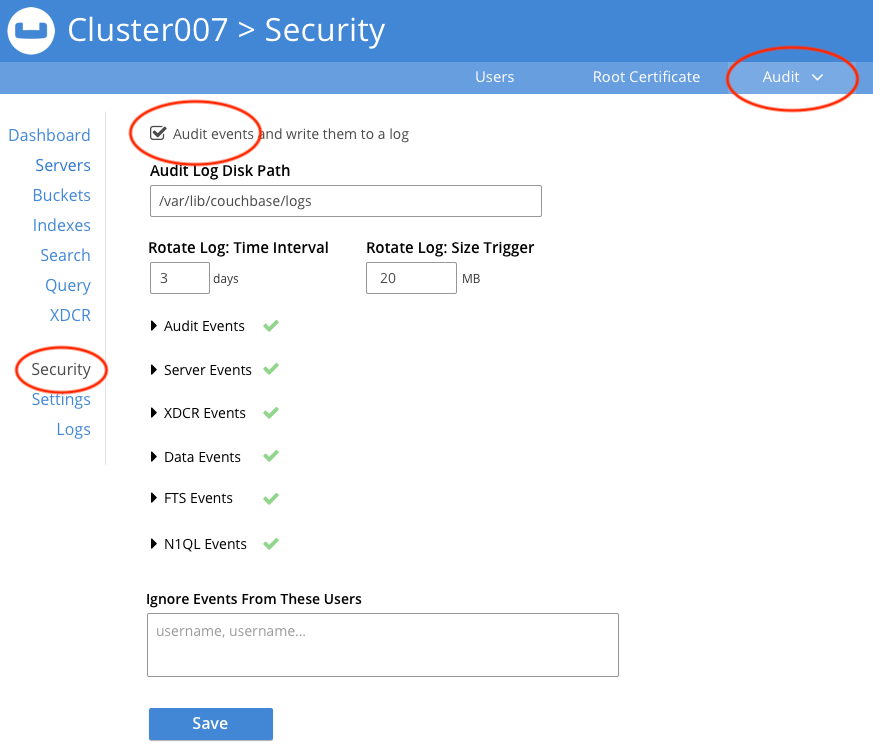 Cluster007 > Security
Users Root Certificate Audit
Dashboard
Servers
Buckets
Indexes
Search
Query
XDCR
Security
Settings
Logs
Audit events and write them to a log
Audit Log Disk Path
/var/lib/couchbase/logs
Rotate Log: Time Interval Rotate Log: Size Trigger
3 days 20 MB
Audit Events
Server Events
XDCR Events
Data Events
FTS Events
N1QL Events
Ignore Events From These Users
username, username...
Save